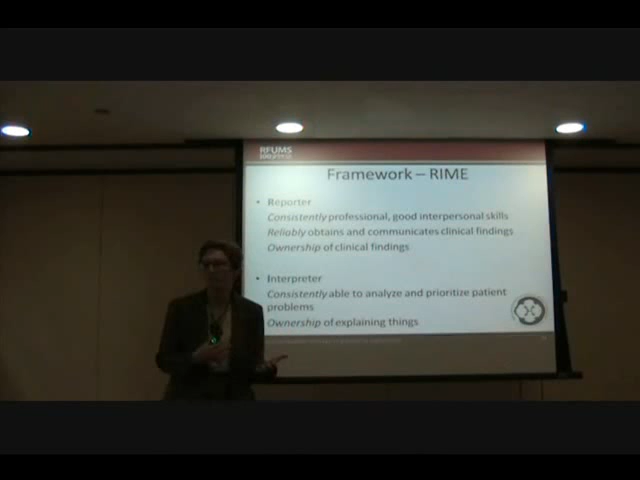 RFUMS
Framework – RIME
• Reporter
Consistently professional, good interpersonal skills
Reliably obtains and communicates clinical findings
Ownership of clinical findings
• Interpreter
Consistently able to analyze and prioritize patient
problems
Ownership of explaining things